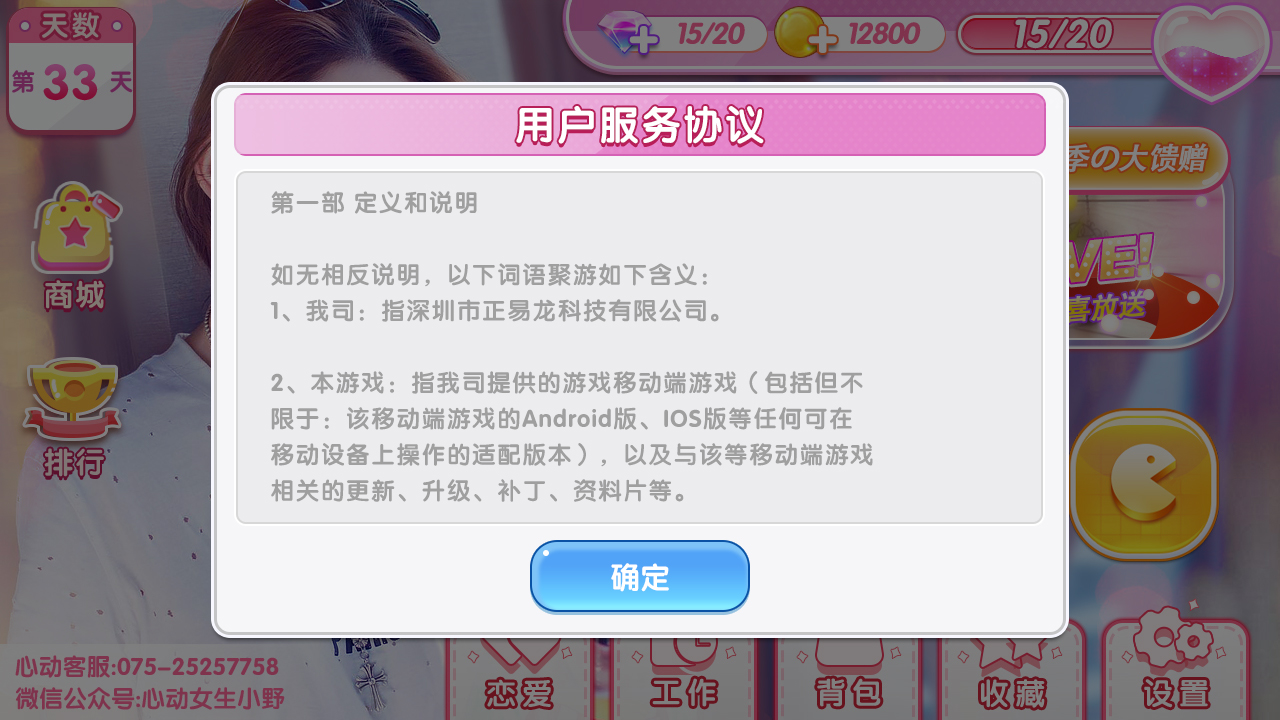 天数
第 33 天
15/20
12800
15/20
用户服务协议
第一部 定义和说明
如无相反说明，以下词语聚游如下含义：
1、我司：指深圳市正易龙科技有限公司。
2、本游戏：指我司提供的游戏移动端游戏（包括但不
限于：该移动端游戏的Android版、IOS版等任何可在
移动设备上操作的适配版本），以及与该等移动端游戏
相关的更新、升级、补丁、资料片等。
确定
商城
排行
季の大馈赠
VE!
喜放送
心动客服:075-25257758
微信公众号:心动女生小野
恋爱
工作
背包
收藏
设置